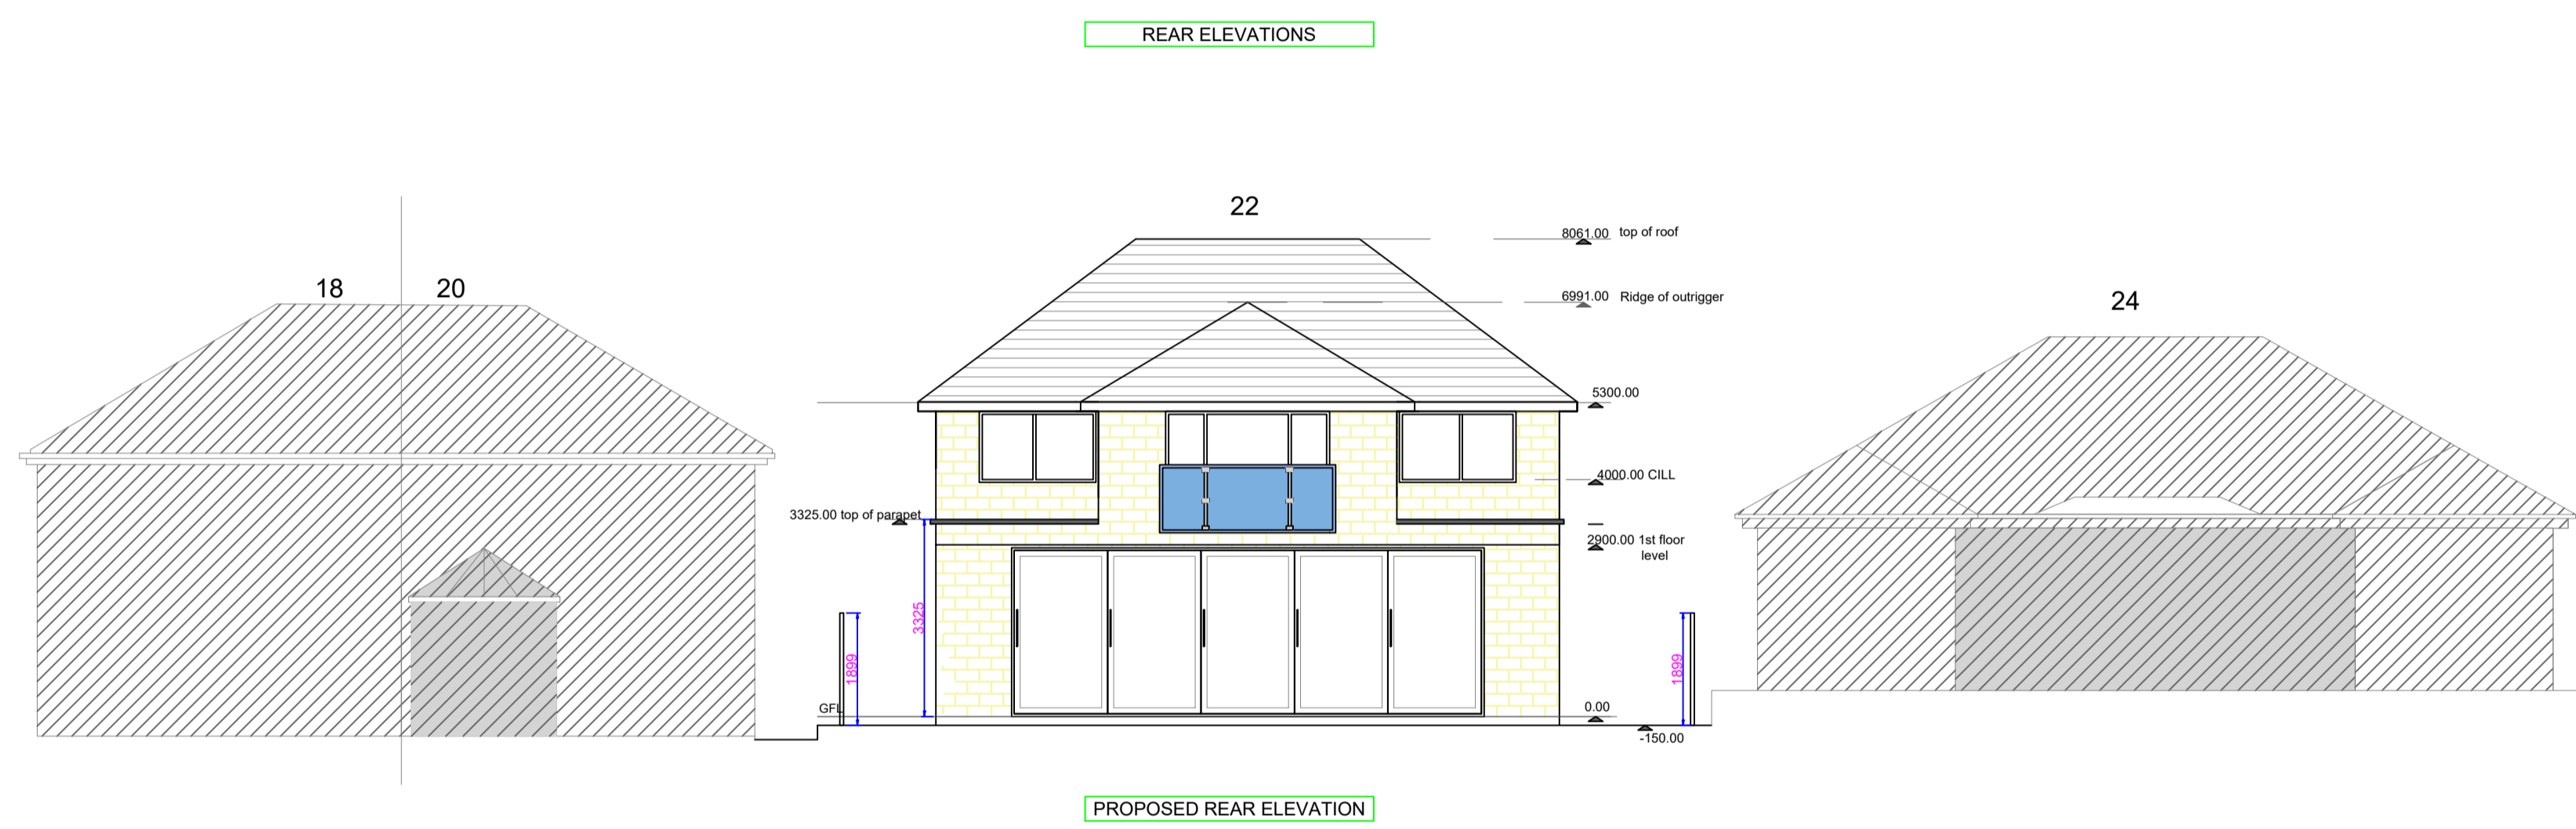 REAR ELEVATIONS
22
8061.00 top of roof
18 20
6991.00 Ridge of outrigger
24
5300.00
4000.00 CILL
3325.00 top of parapet
2900.00 1st floor
level
3325
1899
1899
GFL
0.00
-150.00
PROPOSED REAR ELEVATION